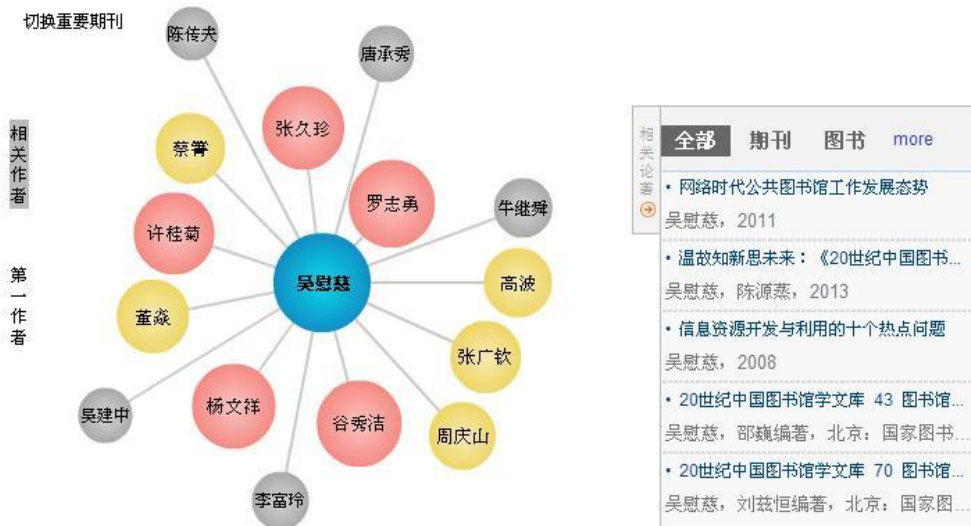 切换重要期刊
陈传夫
唐承秀
张久珍
蔡箐
罗志勇
牛继舜
许桂菊
吴慰慈
高波
董焱
张广钦
吴建中
杨文祥
谷秀洁
周庆山
李富玲
相关作者
第一作者
相关论著
全部 期刊 图书 more
• 网络时代公共图书馆工作发展态势
吴慰慈，2011
• 温故知新思未来：《20世纪中国图书...
吴慰慈，陈源蒸，2013
• 信息资源开发与利用的十个热点问题
吴慰慈，2008
• 20世纪中国图书馆学文库 43 图书馆...
吴慰慈，邵巍编著，北京：国家图书...
• 20世纪中国图书馆学文库 70 图书馆...
吴慰慈，刘兹恒编著，北京：国家图...